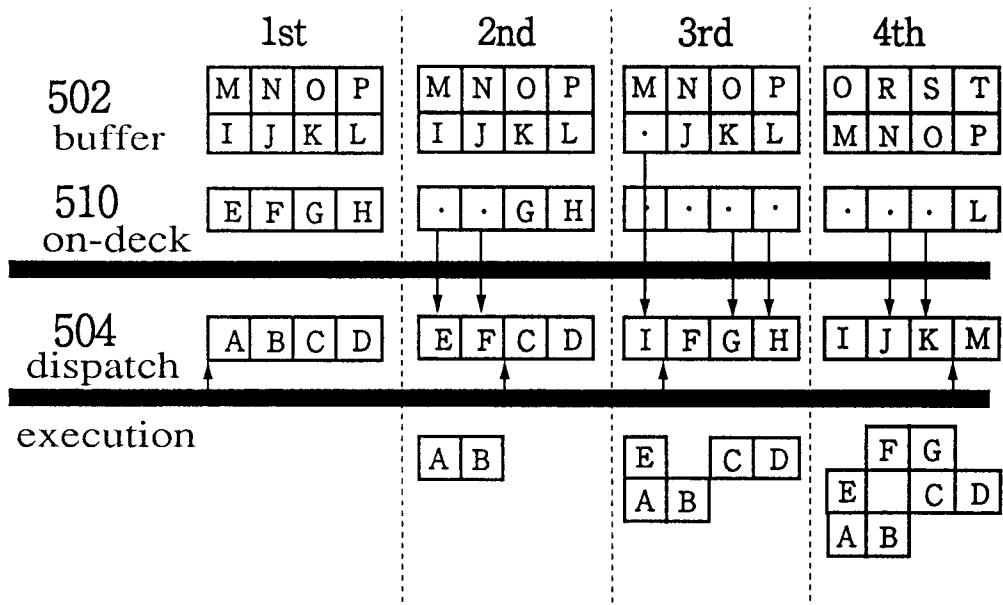 1st 2nd 3rd 4th
502 M N O P M N O P M N O P O R S T
buffer I J K L I J K L · J K L M N O P
510 E F G H · · G H · · · · · · · L
on-deck
504 A B C D E F C D I F G H I J K M
dispatch
execution
A B E C D F G
A B E C D
A B